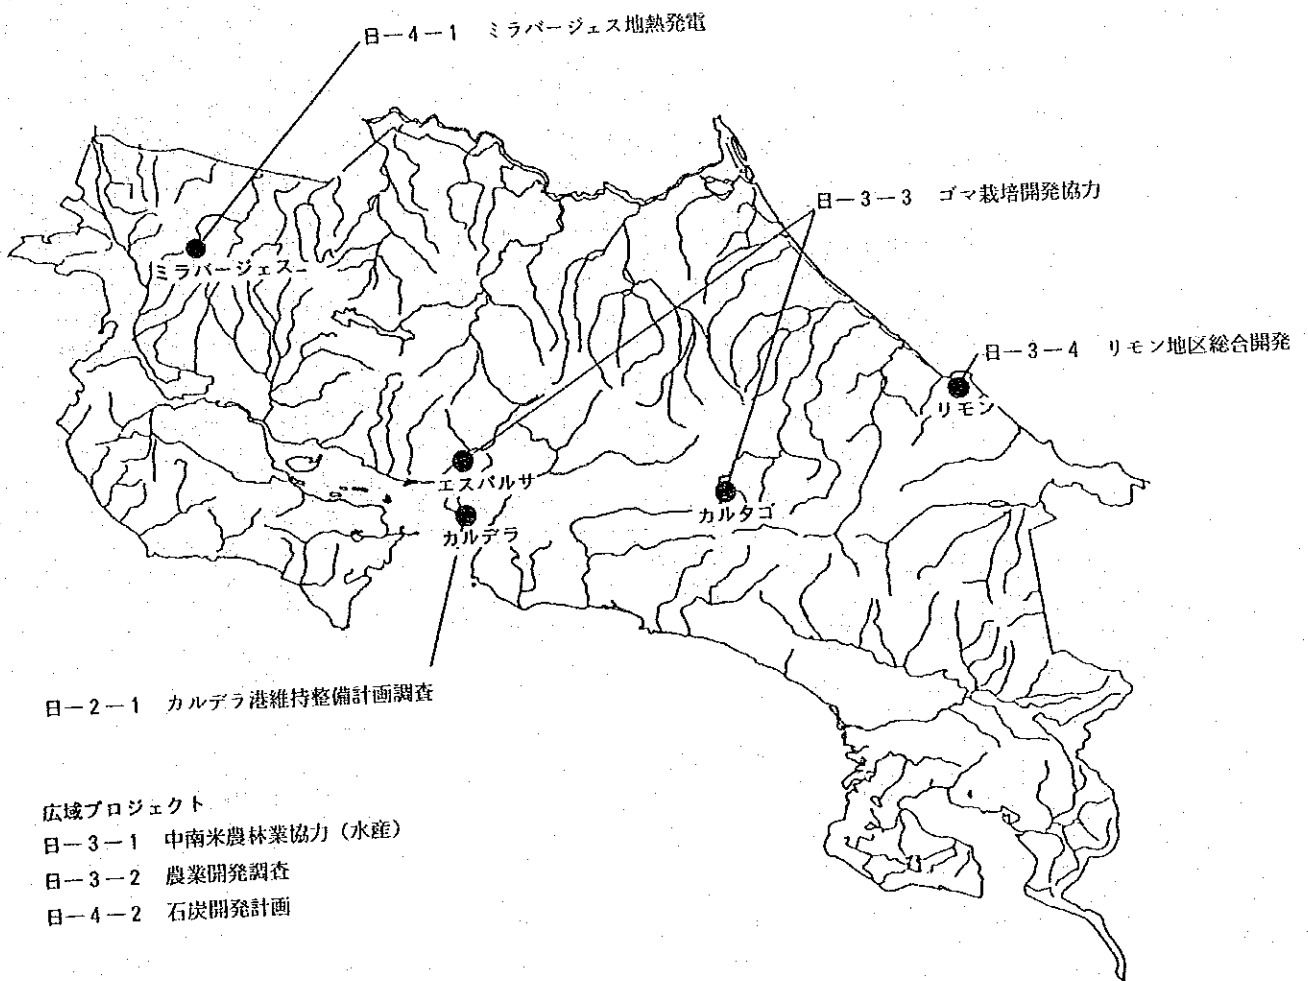 日—4—1 ミラバージェス地熱発電
日—3—3 ゴマ栽培開発協力
ミラバージェス
日—3—4 リモン地区総合開発
リモン
エスパルサ
カルタゴ
カルデラ
日—2—1 カルデラ港維持整備計画調査
広域プロジェクト
日—3—1 中南米農林業協力（水産）
日—3—2 農業開発調査
日—4—2 石炭開発計画